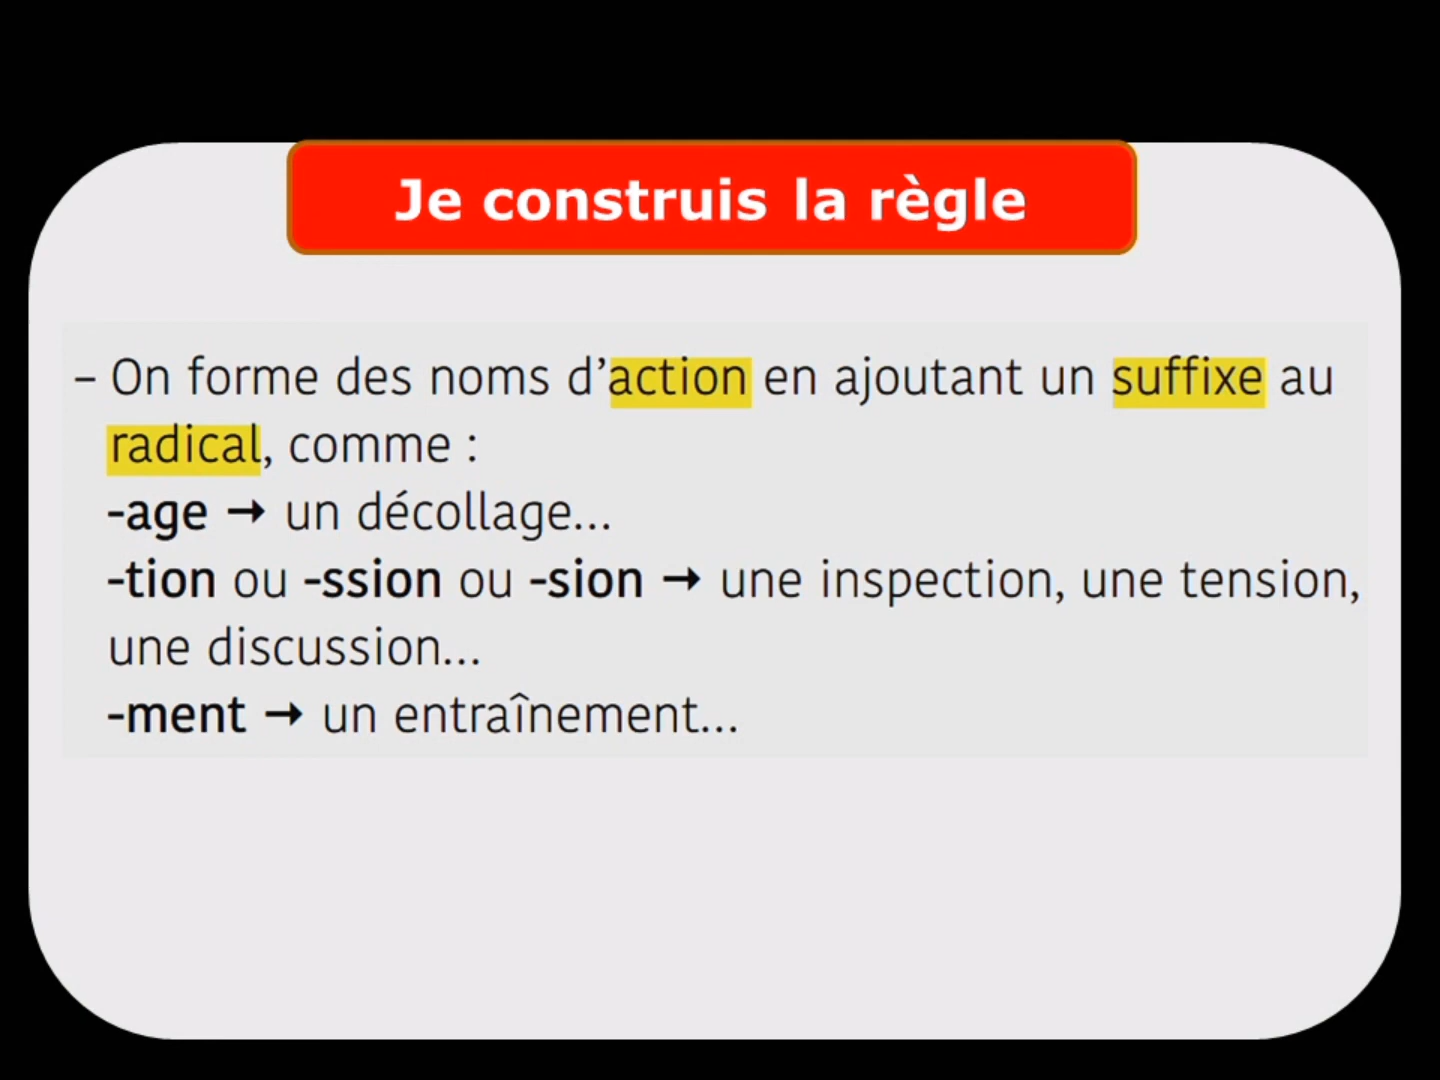 Je construis la règle
– On forme des noms d’action en ajoutant un suffixe au
radical, comme :
-age → un décollage...
-tion ou -ssion ou -sion → une inspection, une tension,
une discussion...
-ment → un entraînement...